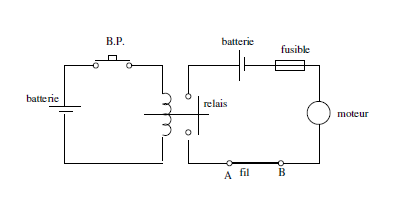 B.P.
batterie
fusible
batterie
relais
moteur
A fil B